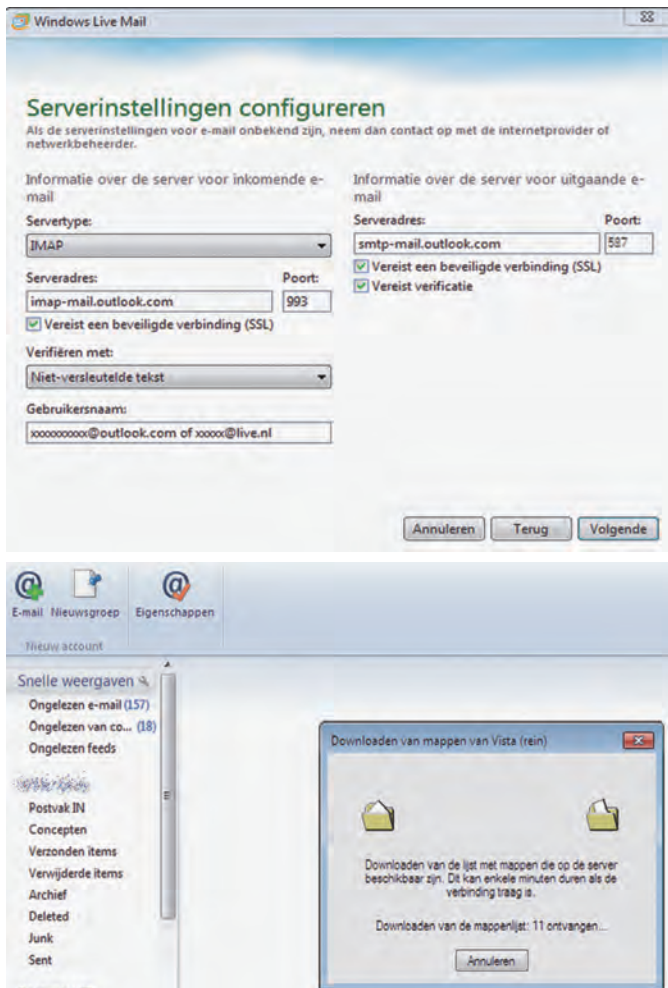 Windows Live Mail
Serverinstellingen configureren
Als de serverinstellingen voor e-mail onbekend zijn, neem dan contact op met de internetprovider of
netwerkbeheerder.
Informatie over de server voor inkomende e-
mail
Servertype:
IMAP
Serveradres: Poort:
imap-mail.outlook.com 993
Vereist een beveiligde verbinding (SSL)
Verifiëren met:
Niet-versleutelde tekst
Gebruikersnaam:
xxxxxxxxxx@outlook.com of xxxxx@live.nl
Informatie over de server voor uitgaande e-
mail
Serveradres: Poort:
smtp-mail.outlook.com 587
Vereist een beveiligde verbinding (SSL)
Vereist verificatie
Annuleren Terug Volgende
E-mail Nieuwsgroep Eigenschappen
Nieuw account
Snelle weergaven
Ongelezen e-mail (157)
Ongelezen van co... (18)
Ongelezen feeds
Postvak IN
Concepten
Verzonden items
Verwijderde items
Archief
Deleted
Junk
Sent
Downloaden van mappen van Vista (rein)
Downloaden van de lijst met mappen die op de server
beschikbaar zijn. Dit kan enkele minuten duren als de
verbinding traag is.
Downloaden van de mappenlijst: 11 ontvangen...
Annuleren